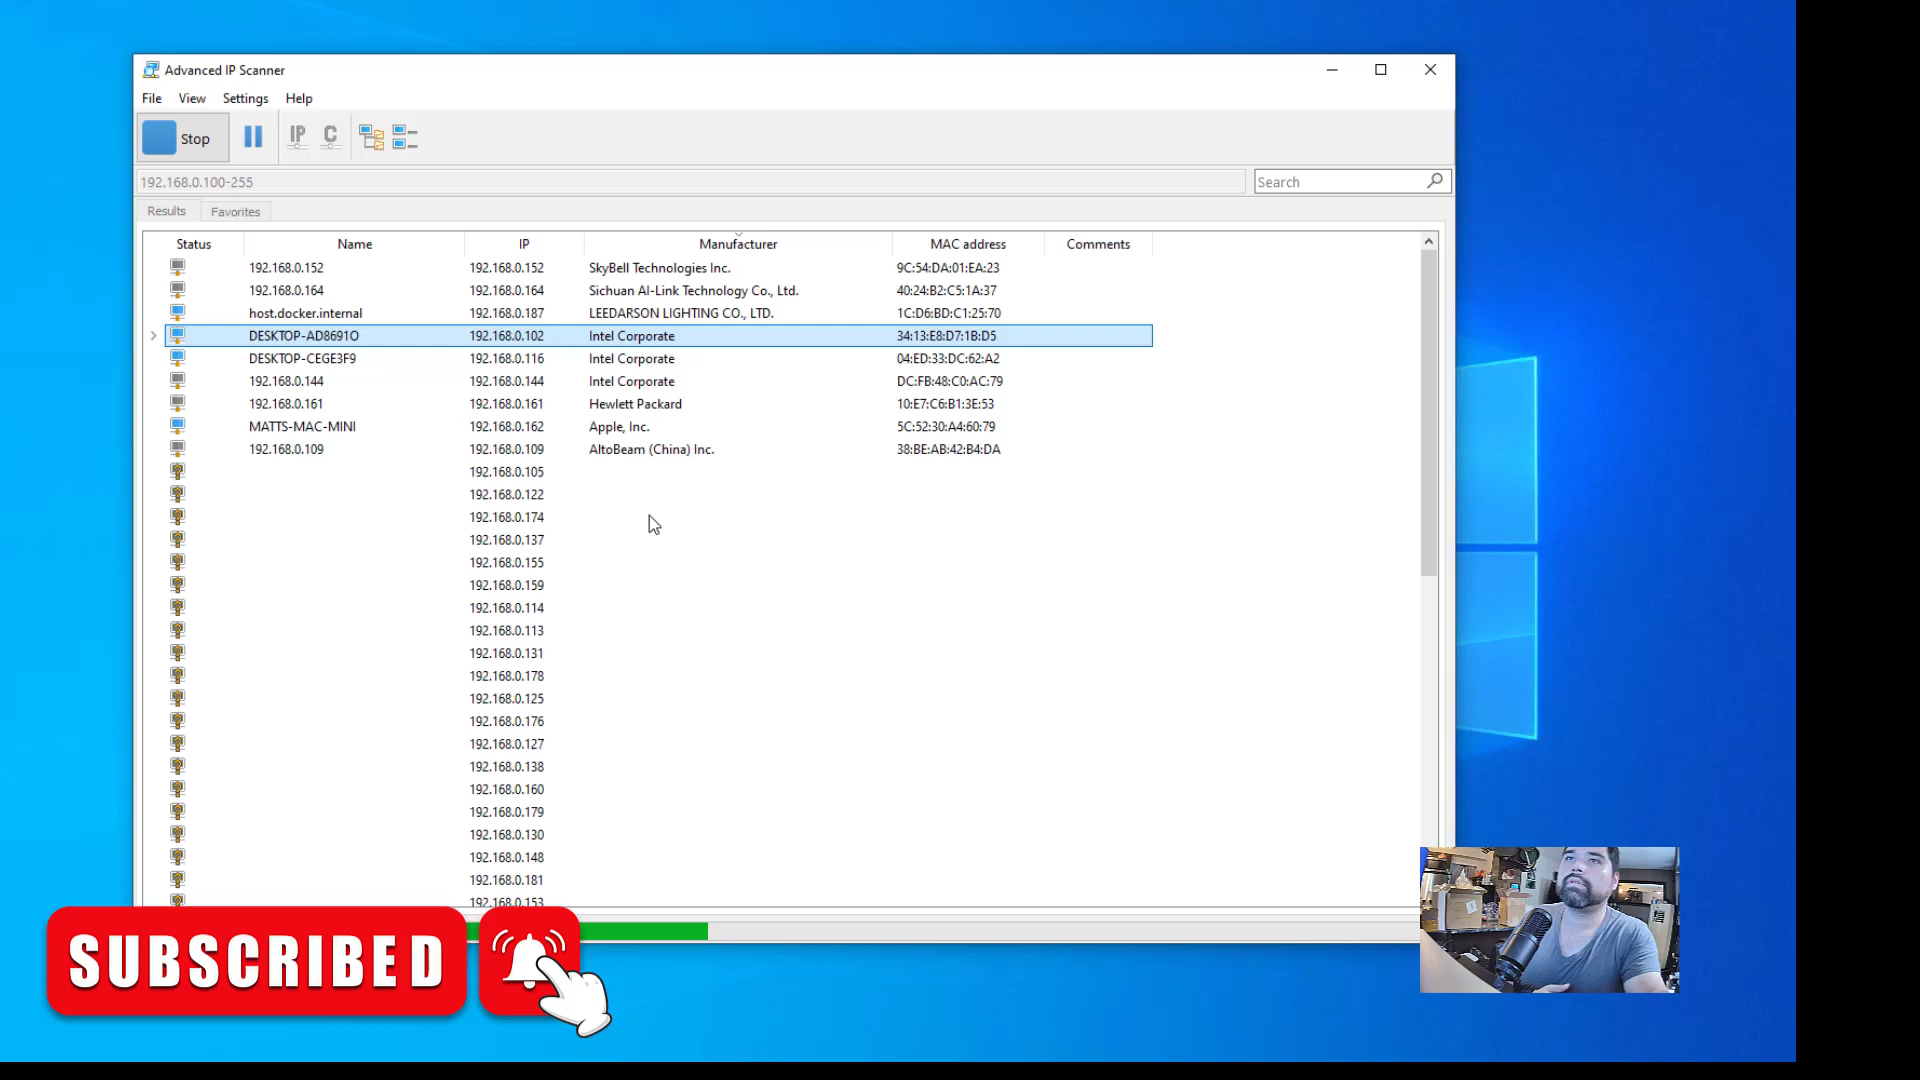 Advanced IP Scanner
File View Settings Help
Stop IP C
192.168.0.100-255 Search
Results Favorites
Status Name IP Manufacturer MAC address Comments
192.168.0.152 192.168.0.152 SkyBell Technologies Inc. 9C:54:DA:01:EA:23
192.168.0.164 192.168.0.164 Sichuan AI-Link Technology Co., Ltd. 40:24:B2:C5:1A:37
host.docker.internal 192.168.0.187 LEEDARSON LIGHTING CO., LTD. 1C:D6:BD:C1:25:70
DESKTOP-AD8691O 192.168.0.102 Intel Corporate 34:13:E8:D7:1B:D5
DESKTOP-CEGE3F9 192.168.0.116 Intel Corporate 04:ED:33:DC:62:A2
192.168.0.144 192.168.0.144 Intel Corporate DC:FB:48:C0:AC:79
192.168.0.161 192.168.0.161 Hewlett Packard 10:E7:C6:B1:3E:53
MATTS-MAC-MINI 192.168.0.162 Apple, Inc. 5C:52:30:A4:60:79
192.168.0.109 192.168.0.109 AltoBeam (China) Inc. 38:BE:AB:42:B4:DA
192.168.0.105
192.168.0.122
192.168.0.174
192.168.0.137
192.168.0.155
192.168.0.159
192.168.0.114
192.168.0.113
192.168.0.131
192.168.0.178
192.168.0.125
192.168.0.176
192.168.0.127
192.168.0.138
192.168.0.160
192.168.0.179
192.168.0.130
192.168.0.148
192.168.0.181
192.168.0.153
SUBSCRIBED